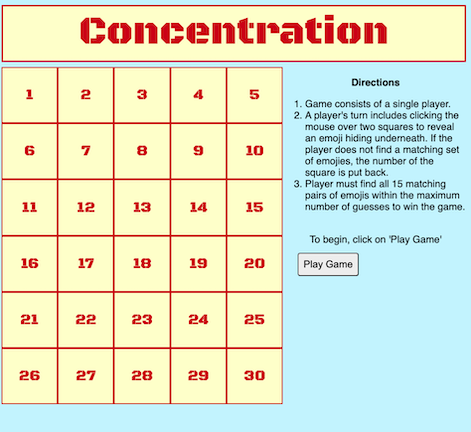 Concentration
1 2 3 4 5
6 7 8 9 10
11 12 13 14 15
16 17 18 19 20
21 22 23 24 25
26 27 28 29 30
Directions
1. Game consists of a single player.
2. A player's turn includes clicking the
mouse over two squares to reveal
an emoji hiding underneath. If the
player does not find a matching set
of emojies, the number of the
square is put back.
3. Player must find all 15 matching
pairs of emojis within the maximum
number of guesses to win the game.
To begin, click on 'Play Game'
Play Game